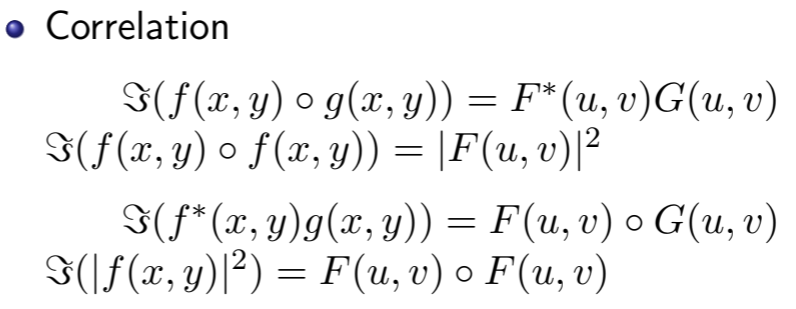 • Correlation
ℑ(f(x, y) ∘ g(x, y)) = F*(u, v)G(u, v)
ℑ(f(x, y) ∘ f(x, y)) = |F(u, v)|²
ℑ(f*(x, y)g(x, y)) = F(u, v) ∘ G(u, v)
ℑ(|f(x, y)|²) = F(u, v) ∘ F(u, v)